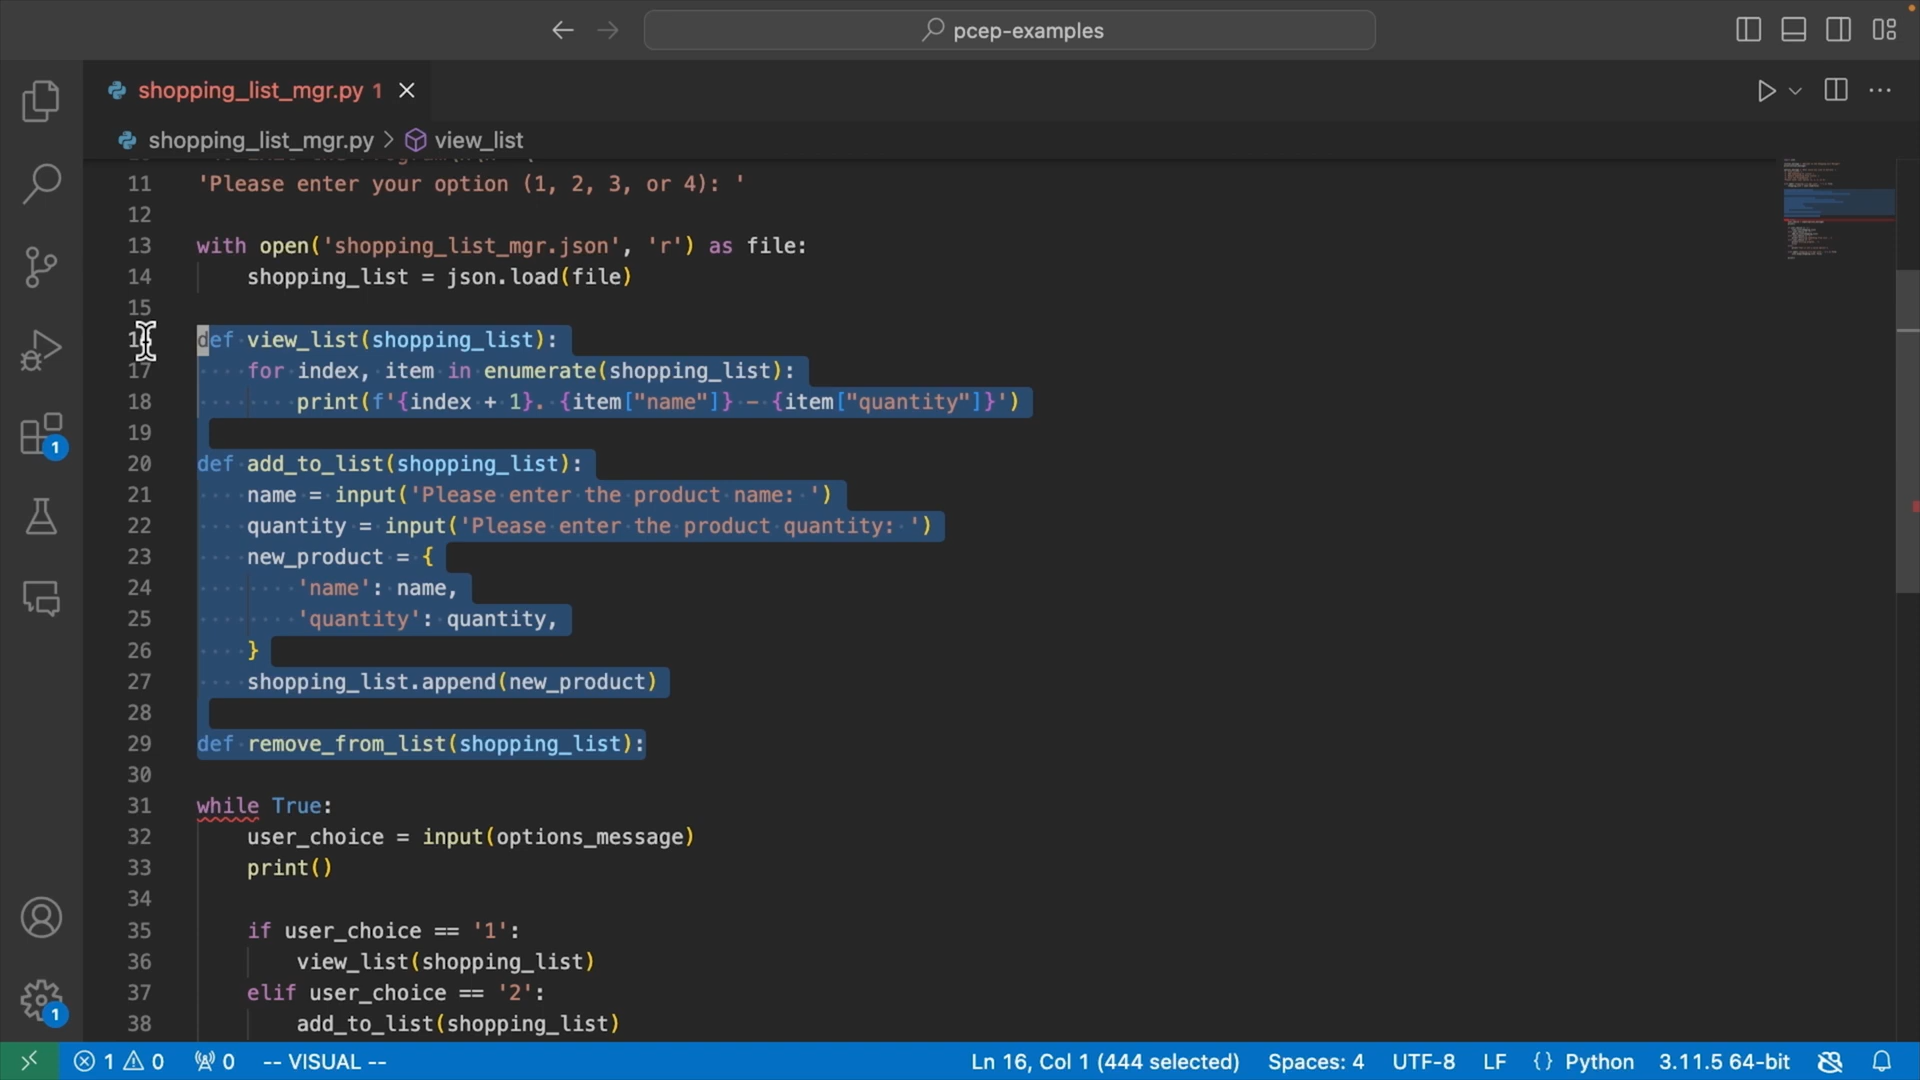 pcep-examples
shopping_list_mgr.py 1
shopping_list_mgr.py > view_list
11 'Please enter your option (1, 2, 3, or 4): '
12
13 with open('shopping_list_mgr.json', 'r') as file:
14 shopping_list = json.load(file)
15
def view_list(shopping_list):
17 for index, item in enumerate(shopping_list):
18 print(f'{index + 1}. {item["name"]} - {item["quantity"]}')
19
20 def add_to_list(shopping_list):
21 name = input('Please enter the product name: ')
22 quantity = input('Please enter the product quantity: ')
23 new_product = {
24 'name': name,
25 'quantity': quantity,
26 }
27 shopping_list.append(new_product)
28
29 def remove_from_list(shopping_list):
30
31 while True:
32 user_choice = input(options_message)
33 print()
34
35 if user_choice == '1':
36 view_list(shopping_list)
37 elif user_choice == '2':
38 add_to_list(shopping_list)
1
1
1 0 0 -- VISUAL -- Ln 16, Col 1 (444 selected) Spaces: 4 UTF-8 LF {} Python 3.11.5 64-bit